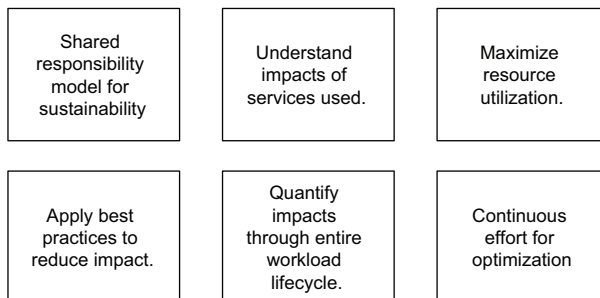 Shared
responsibility
model for
sustainability
Understand
impacts of
services used.
Maximize
resource
utilization.
Apply best
practices to
reduce impact.
Quantify
impacts
through entire
workload
lifecycle.
Continuous
effort for
optimization